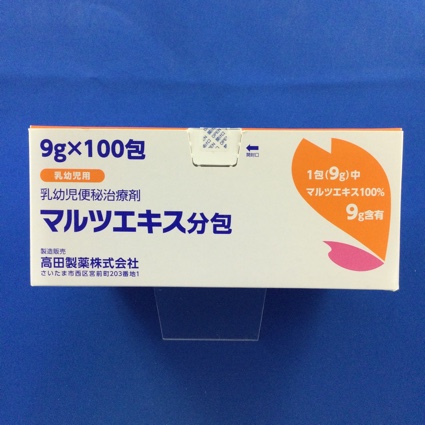 9g×100包
開封口
乳幼児用
乳幼児便秘治療剤
マルツエキス分包
製造販売
高田製薬株式会社
さいたま市西区宮前町203番地1
1包(9g)中
マルツエキス100%
9g含有